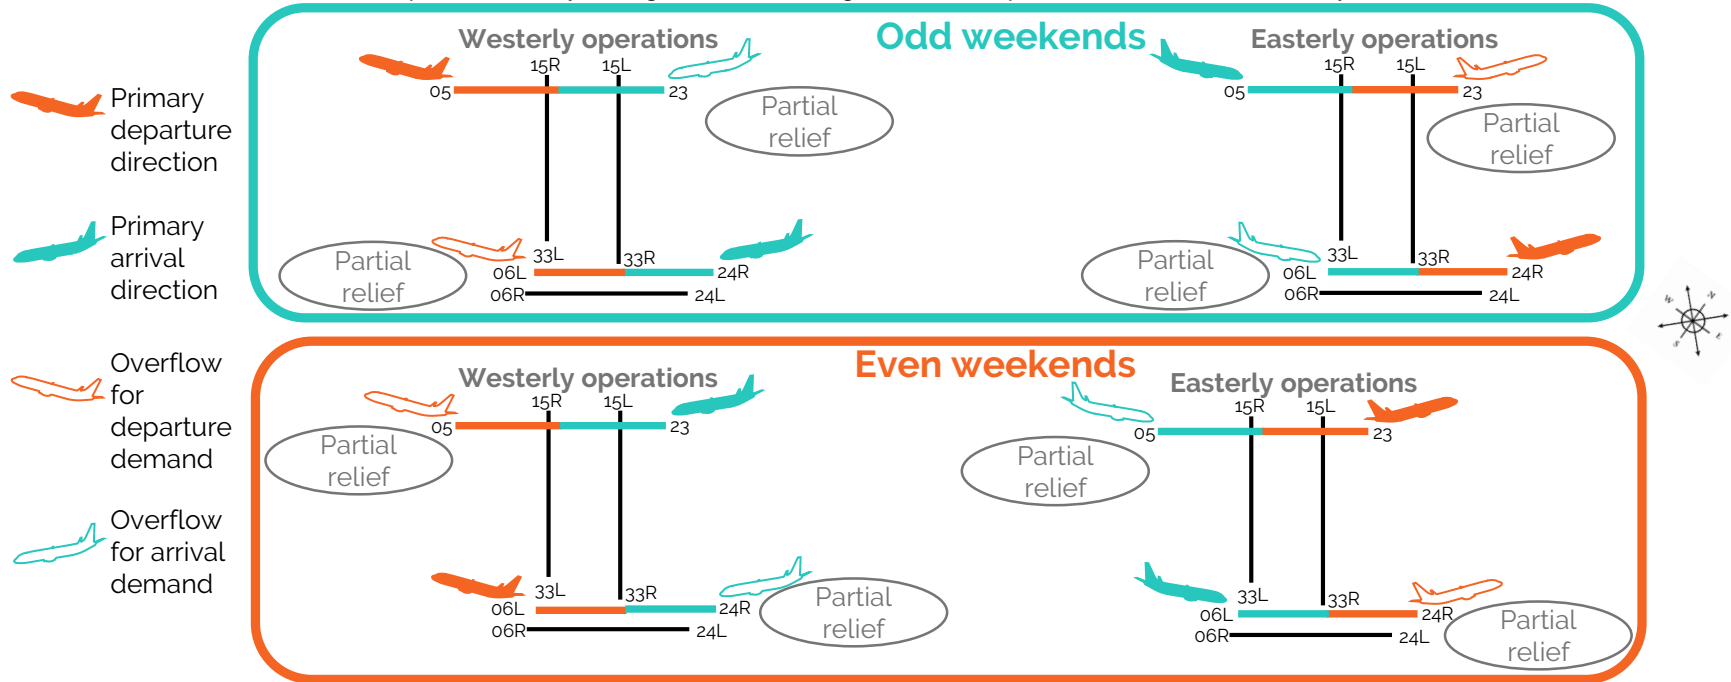 Primary
departure
direction
Primary
arrival
direction
Overflow
for
departure
demand
Overflow
for arrival
demand
Odd weekends
Westerly operations
15R 15L
05 23
Partial
relief
Partial
relief
33L 33R
06L 24R
06R 24L
Easterly operations
15R 15L
05 23
Partial
relief
Partial
relief
33L 33R
06L 24R
06R 24L
Even weekends
Westerly operations
15R 15L
05 23
Partial
relief
33L 33R
06L 24R
06R 24L
Partial
relief
Easterly operations
15R 15L
05 23
Partial
relief
33L 33R
06L 24R
06R 24L
Partial
relief
N
W
E
S